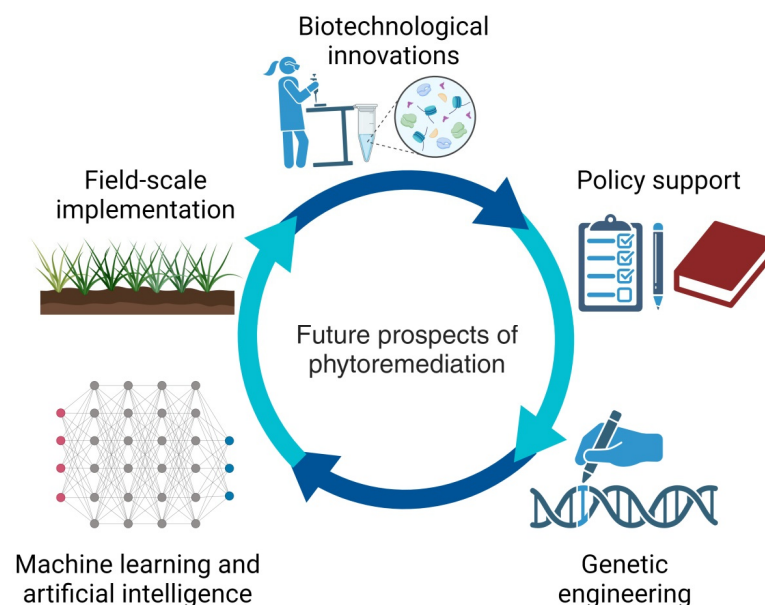 Biotechnological
innovations
Field-scale
implementation
Policy support
Future prospects of
phytoremediation
Machine learning and
artificial intelligence
Genetic
engineering